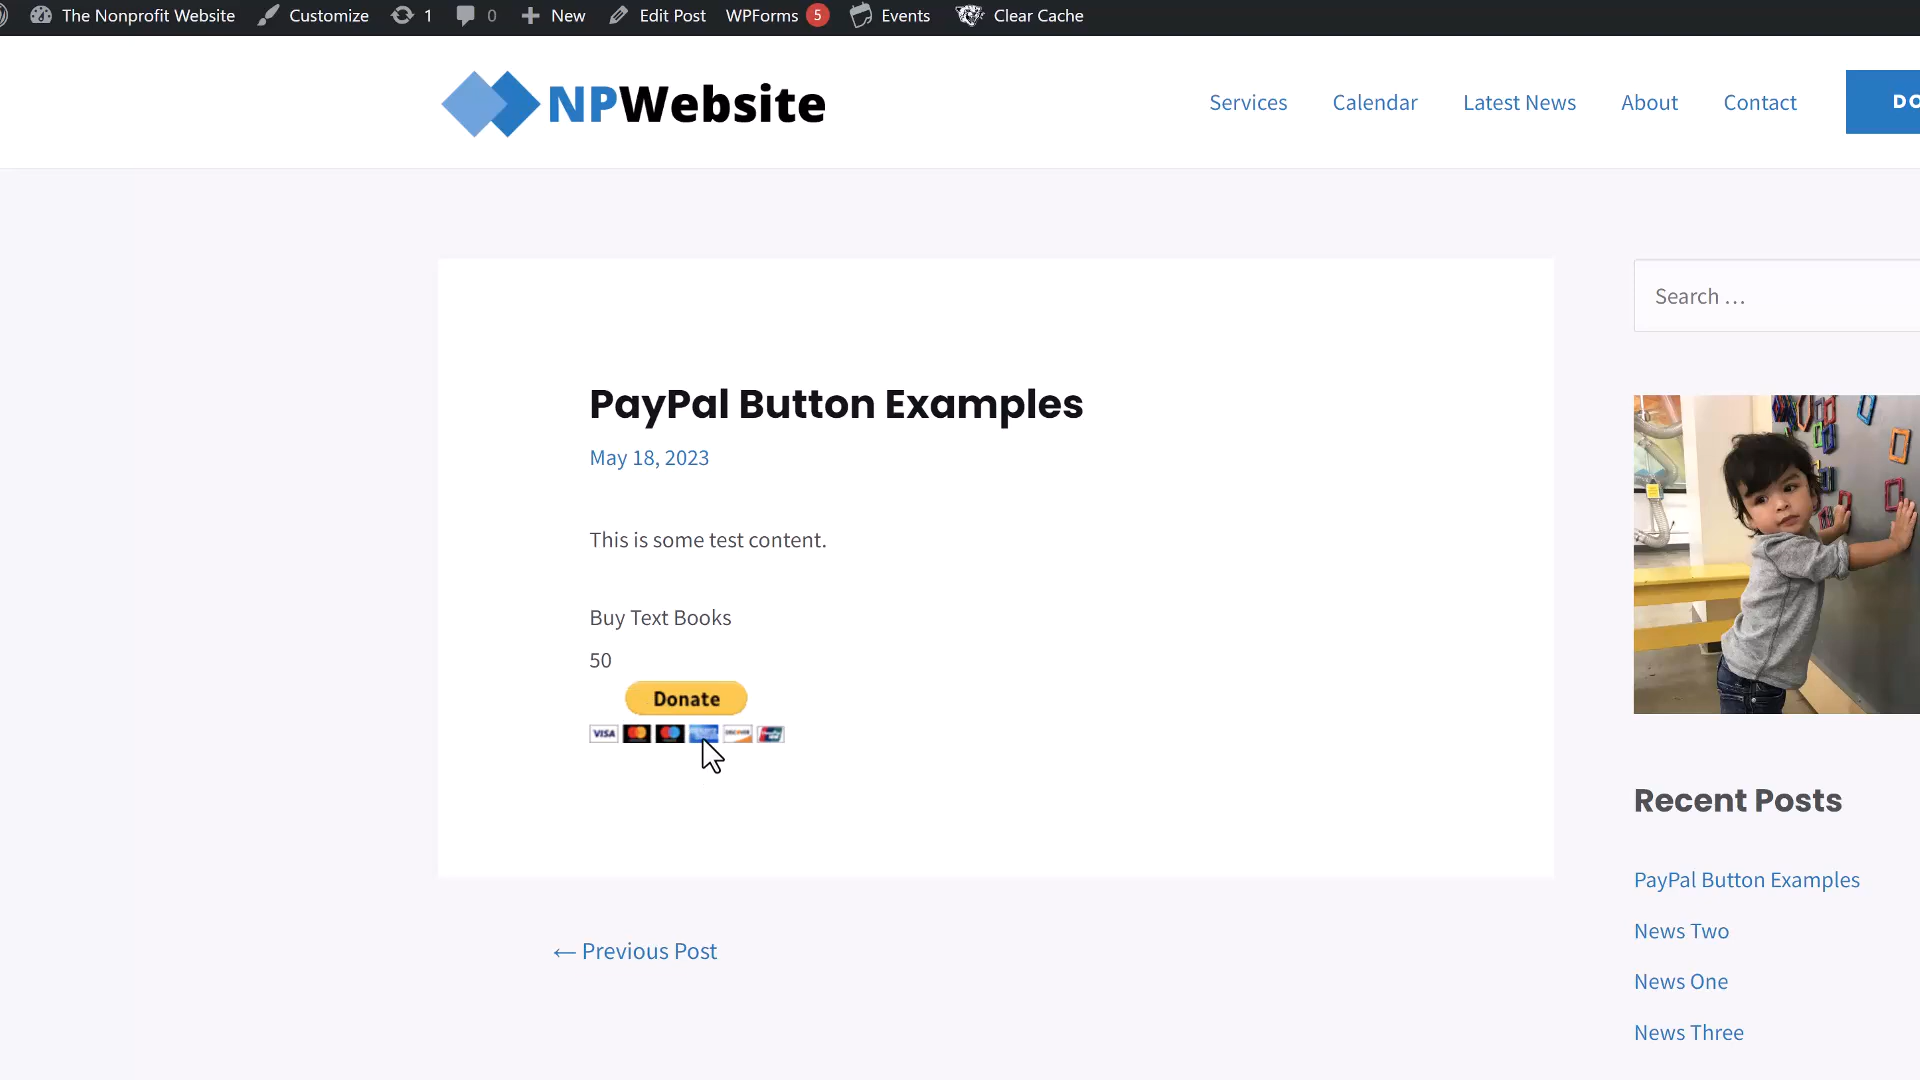 The Nonprofit Website Customize 1 0 New Edit Post WPForms 5 Events Clear Cache
NPWebsite
Services Calendar Latest News About Contact DO
Search …
PayPal Button Examples
May 18, 2023
This is some test content.
Buy Text Books
50
Donate
VISA DISCOVER
← Previous Post
Recent Posts
PayPal Button Examples
News Two
News One
News Three